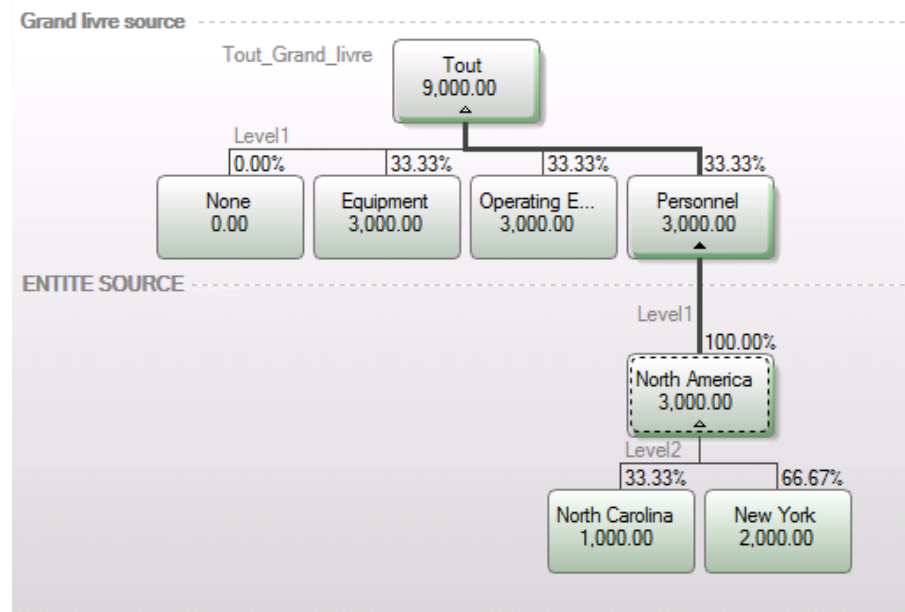 Grand livre source
Tout_Grand_livre
Tout
9,000.00
Level1
0.00%
33.33%
33.33%
33.33%
None
0.00
Equipment
3,000.00
Operating E...
3,000.00
Personnel
3,000.00
ENTITE SOURCE
Level1
100.00%
North America
3,000.00
Level2
33.33%
66.67%
North Carolina
1,000.00
New York
2,000.00